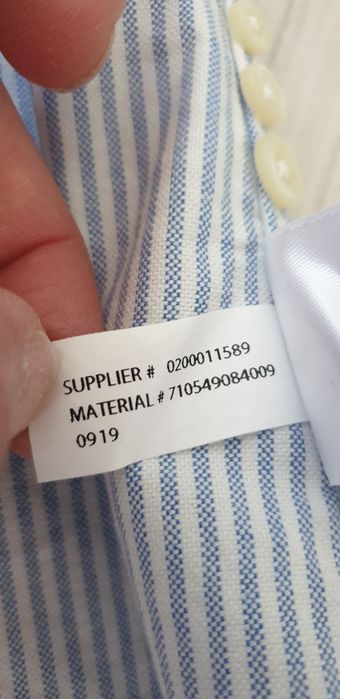 SUPPLIER # 0200011589
MATERIAL # 710549084009
0919